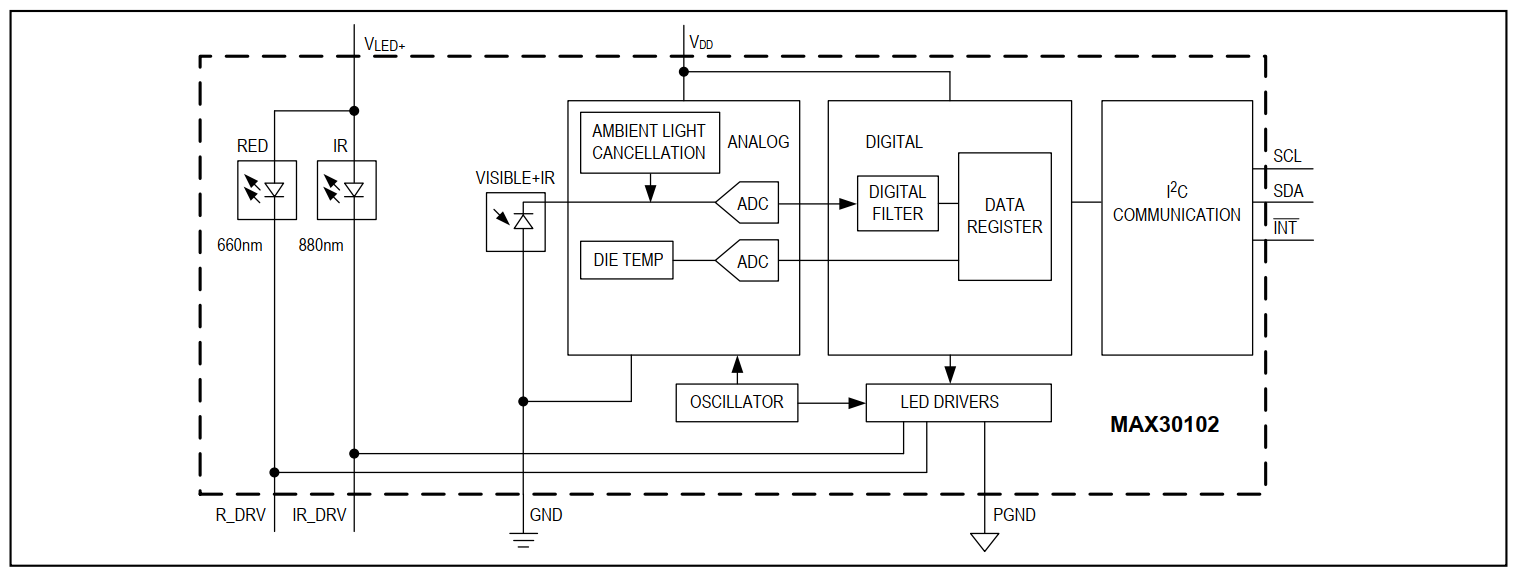 VLED+
VDD
RED
IR
660nm
880nm
VISIBLE+IR
AMBIENT LIGHT
CANCELLATION
ANALOG
ADC
DIE TEMP
ADC
DIGITAL
DIGITAL
FILTER
DATA
REGISTER
I²C
COMMUNICATION
SCL
SDA
I̅N̅T̅
OSCILLATOR
LED DRIVERS
MAX30102
R_DRV
IR_DRV
GND
PGND